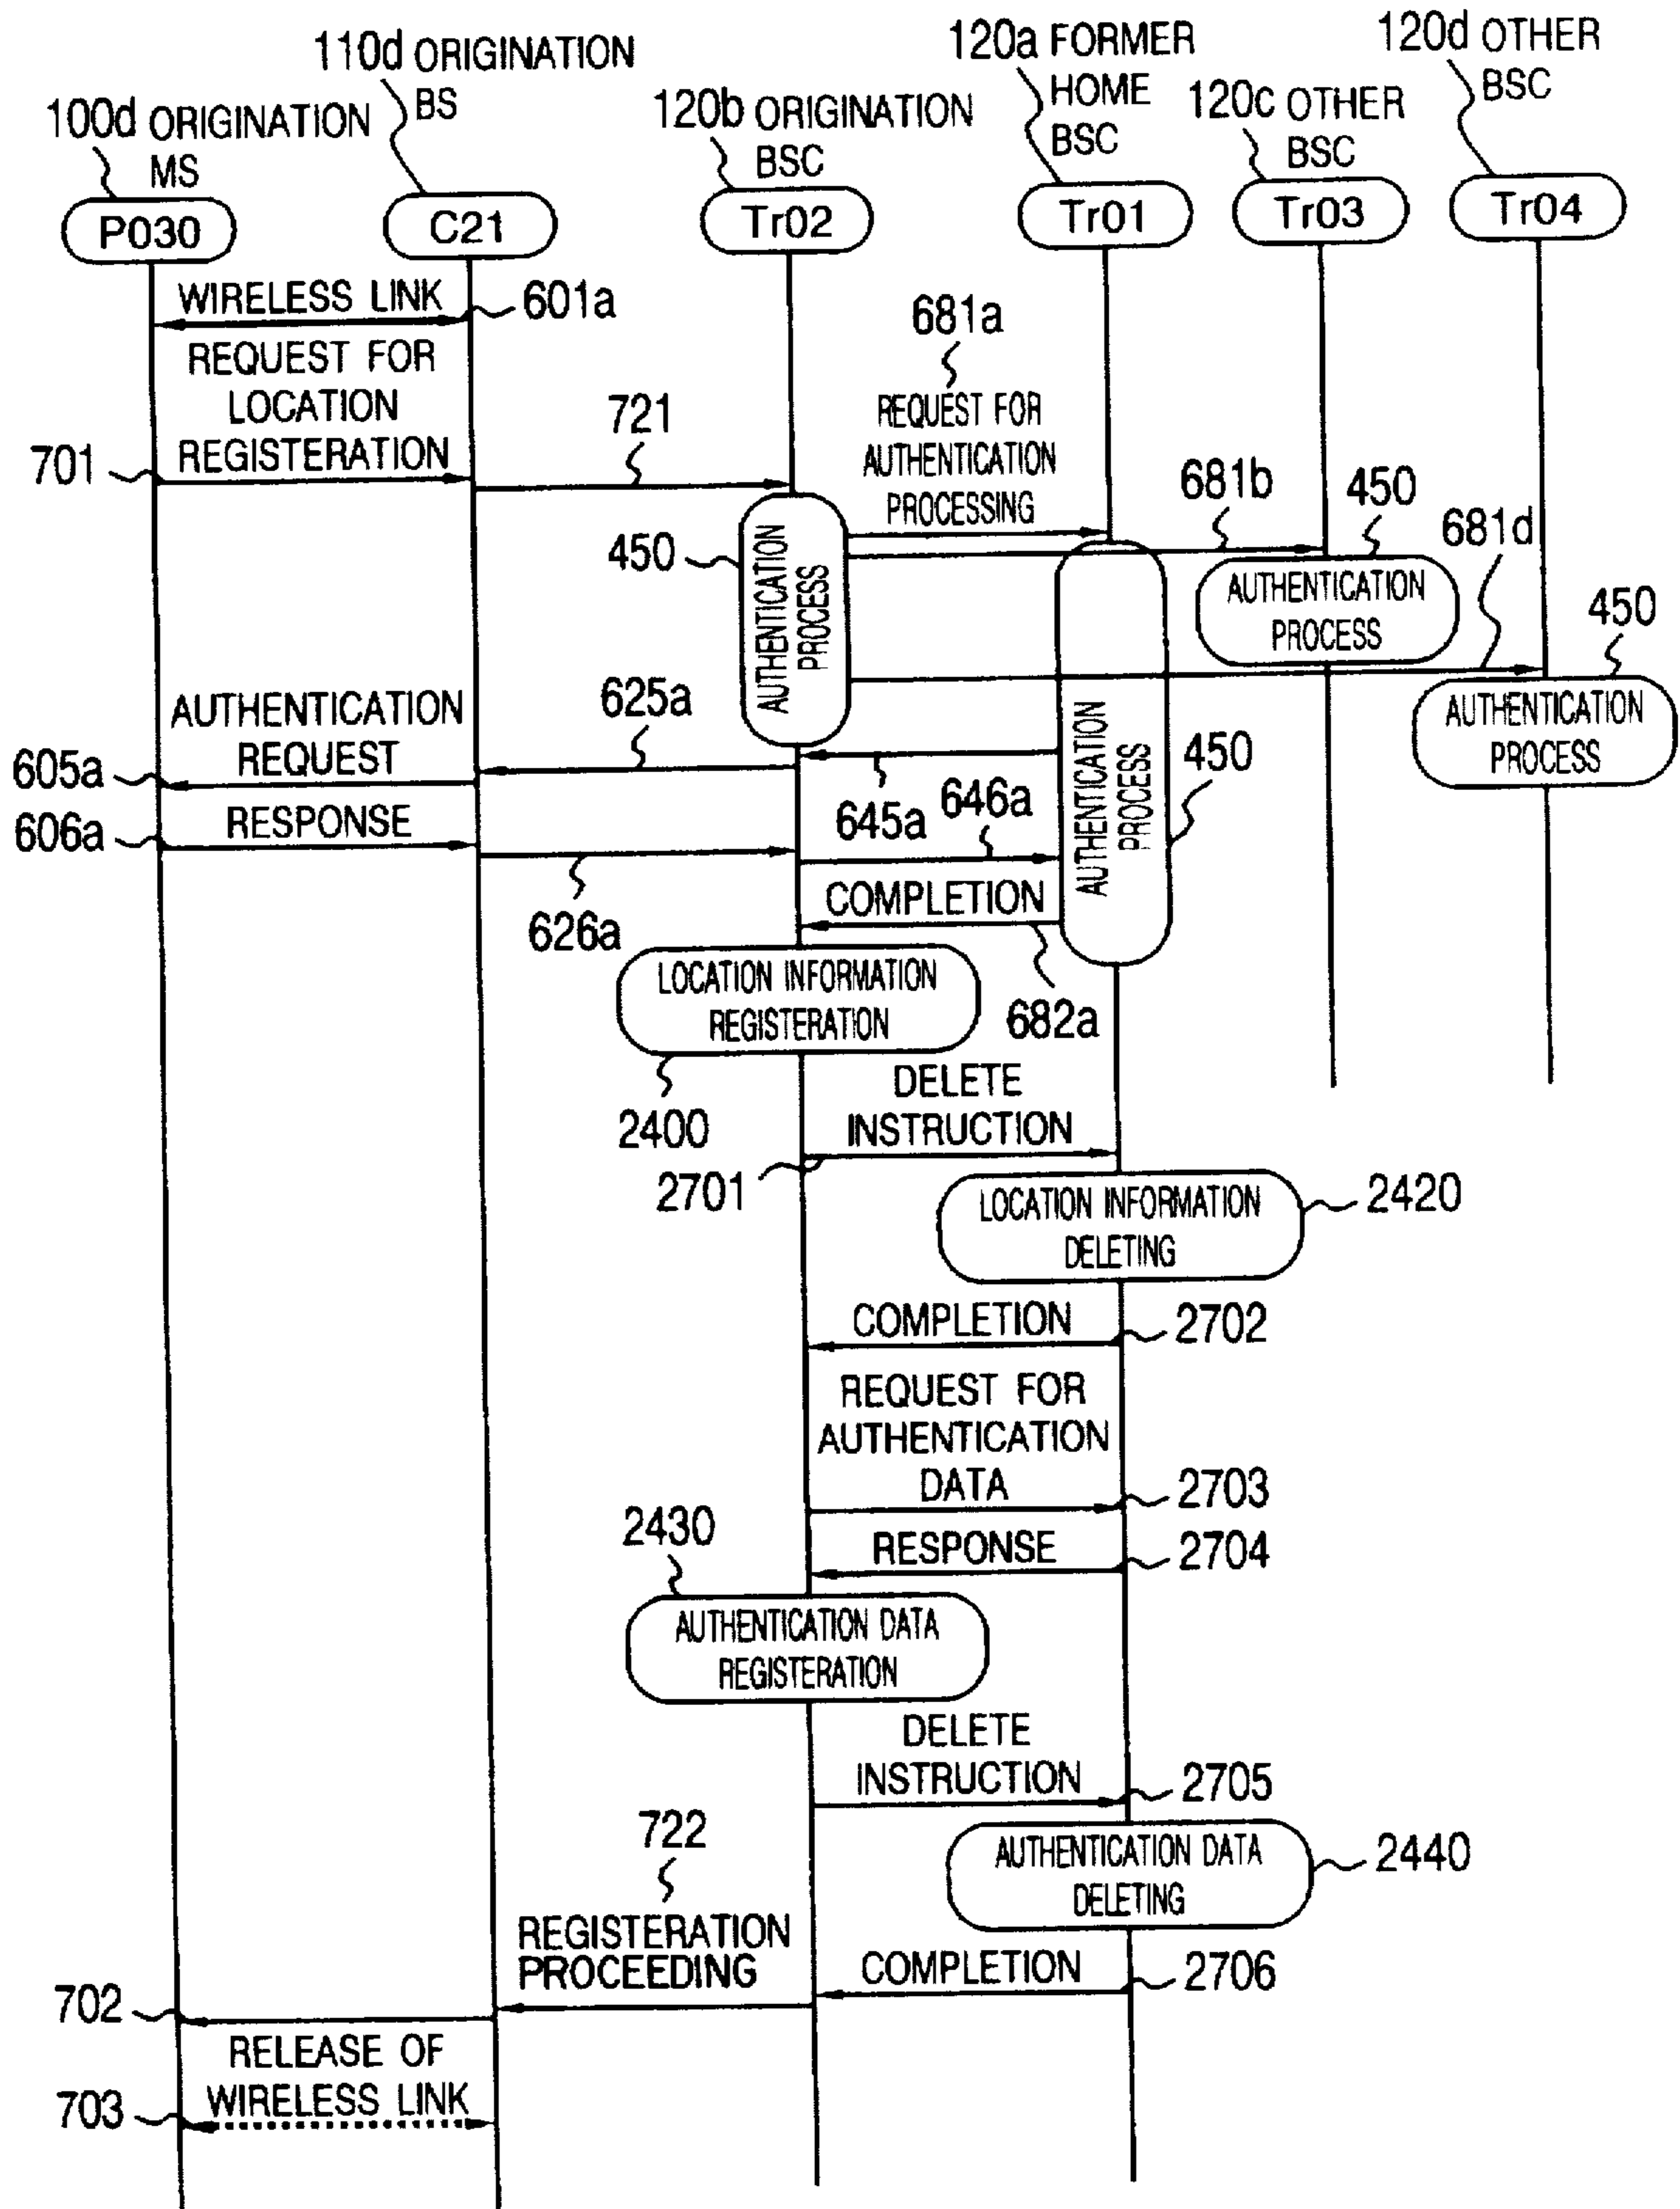 100d ORIGINATION
MS
110d ORIGINATION
BS
120b ORIGINATION
BSC
120a FORMER
HOME
BSC
120c OTHER
BSC
120d OTHER
BSC
P030
C21
Tr02
Tr01
Tr03
Tr04
WIRELESS LINK
601a
REQUEST FOR
LOCATION
REGISTERATION
701
721
681a
REQUEST FOR
AUTHENTICATION
PROCESSING
681b
450
681d
450
AUTHENTICATION
PROCESS
AUTHENTICATION
PROCESS
450
AUTHENTICATION
PROCESS
AUTHENTICATION
REQUEST
605a
625a
645a
646a
AUTHENTICATION
PROCESS
450
RESPONSE
606a
626a
COMPLETION
682a
LOCATION INFORMATION
REGISTERATION
2400
DELETE
INSTRUCTION
2701
LOCATION INFORMATION
DELETING
2420
COMPLETION
2702
REQUEST FOR
AUTHENTICATION
DATA
2703
2430
RESPONSE
2704
AUTHENTICATION DATA
REGISTERATION
DELETE
INSTRUCTION
2705
722
AUTHENTICATION DATA
DELETING
2440
REGISTERATION
PROCEEDING
COMPLETION
2706
702
RELEASE OF
WIRELESS LINK
703